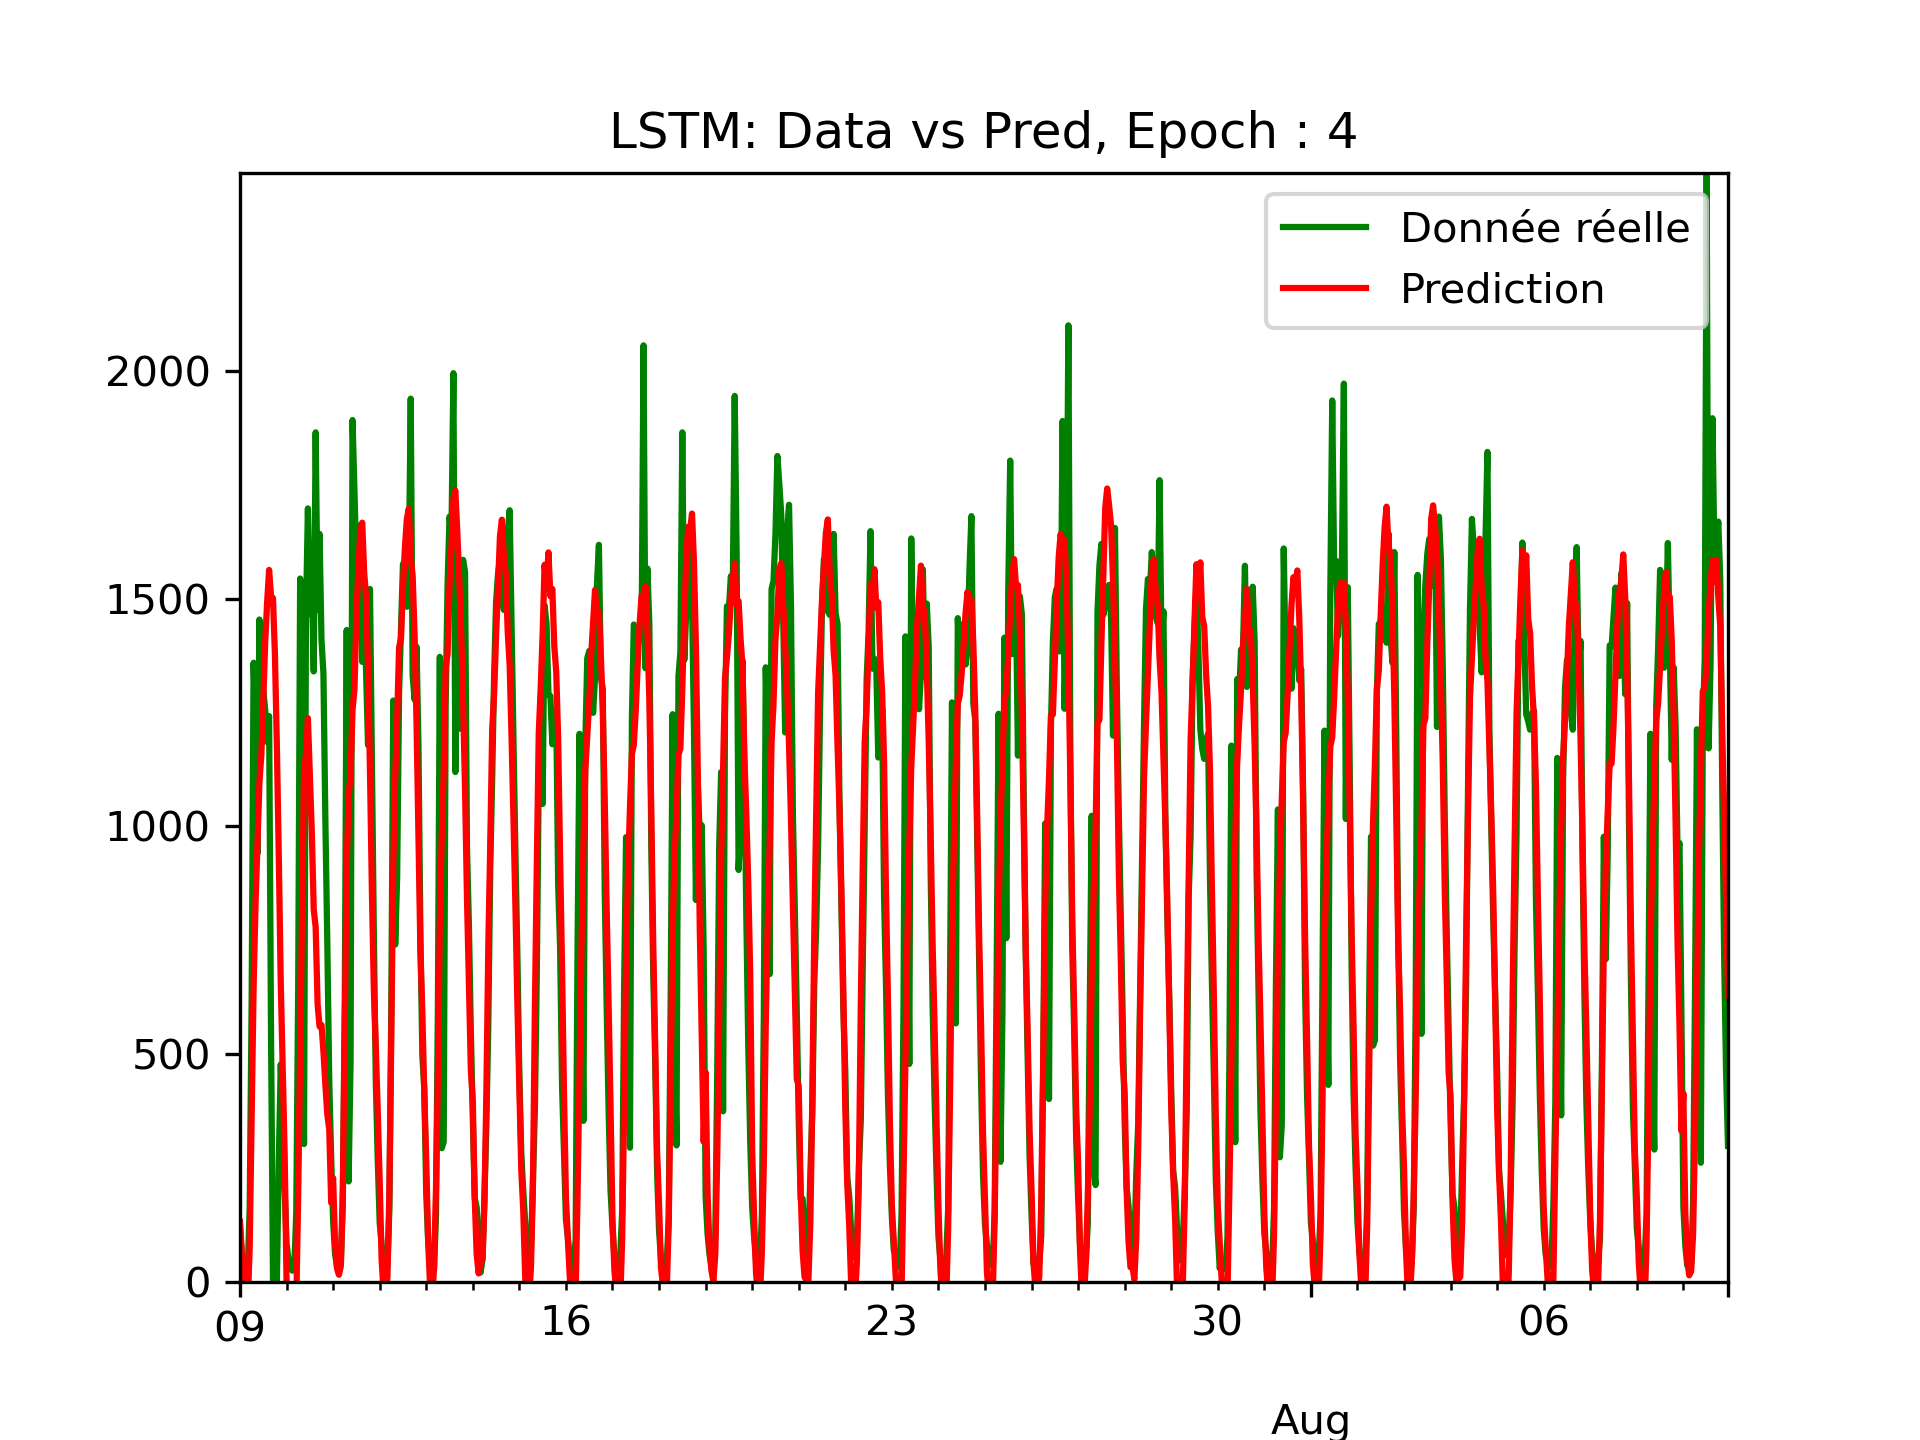 LSTM: Data vs Pred, Epoch : 4
Donnée réelle
Prediction
2000
1500
1000
500
0
09 16 23 30 06
Aug